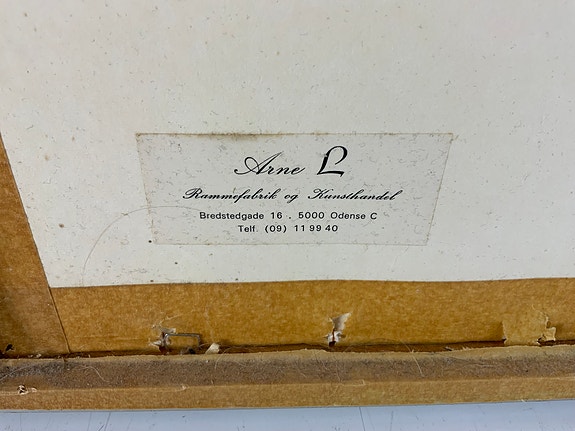 Arne L
Rammefabrik og Kunsthandel
Bredstedgade 16 . 5000 Odense C
Telf. (09) 11 99 40